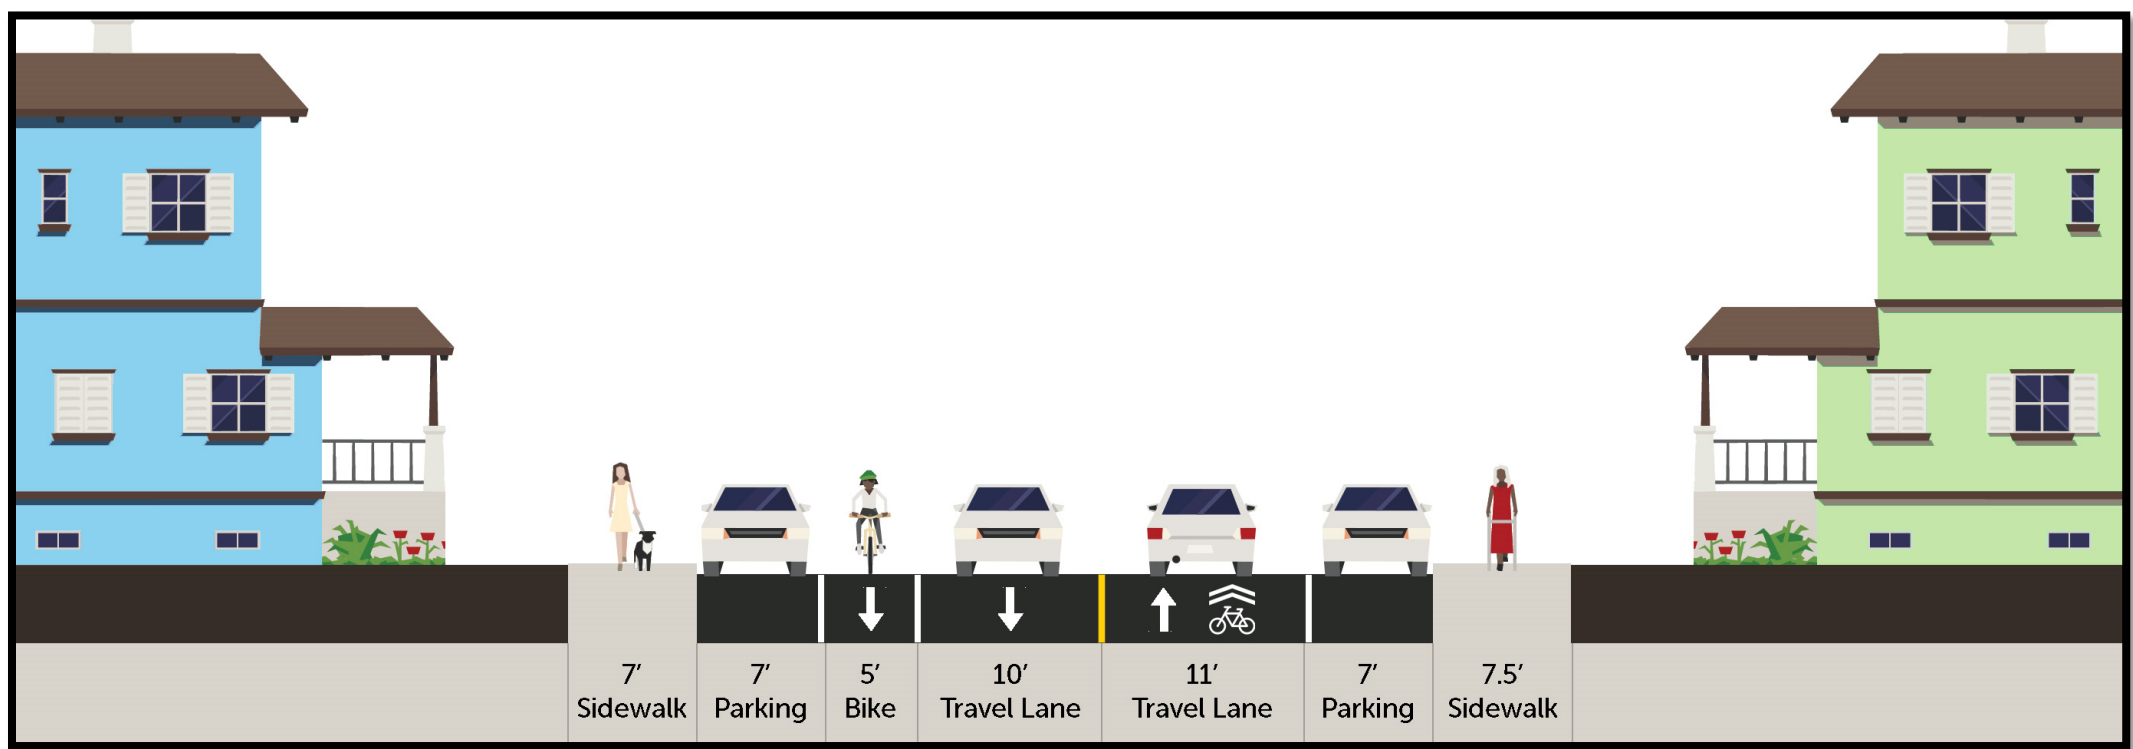 7′
Sidewalk
7′
Parking
5′
Bike
10′
Travel Lane
11′
Travel Lane
7′
Parking
7.5′
Sidewalk